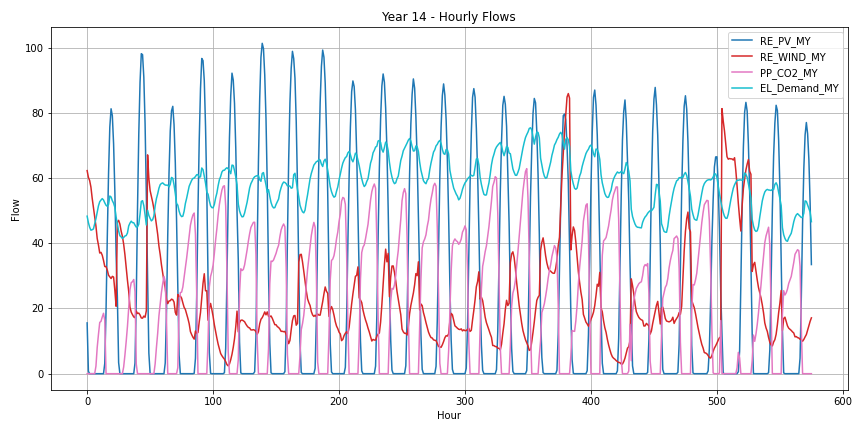 Year 14 - Hourly Flows
RE_PV_MY
RE_WIND_MY
PP_CO2_MY
EL_Demand_MY
Flow
100
80
60
40
20
0
0 100 200 300 400 500 600
Hour